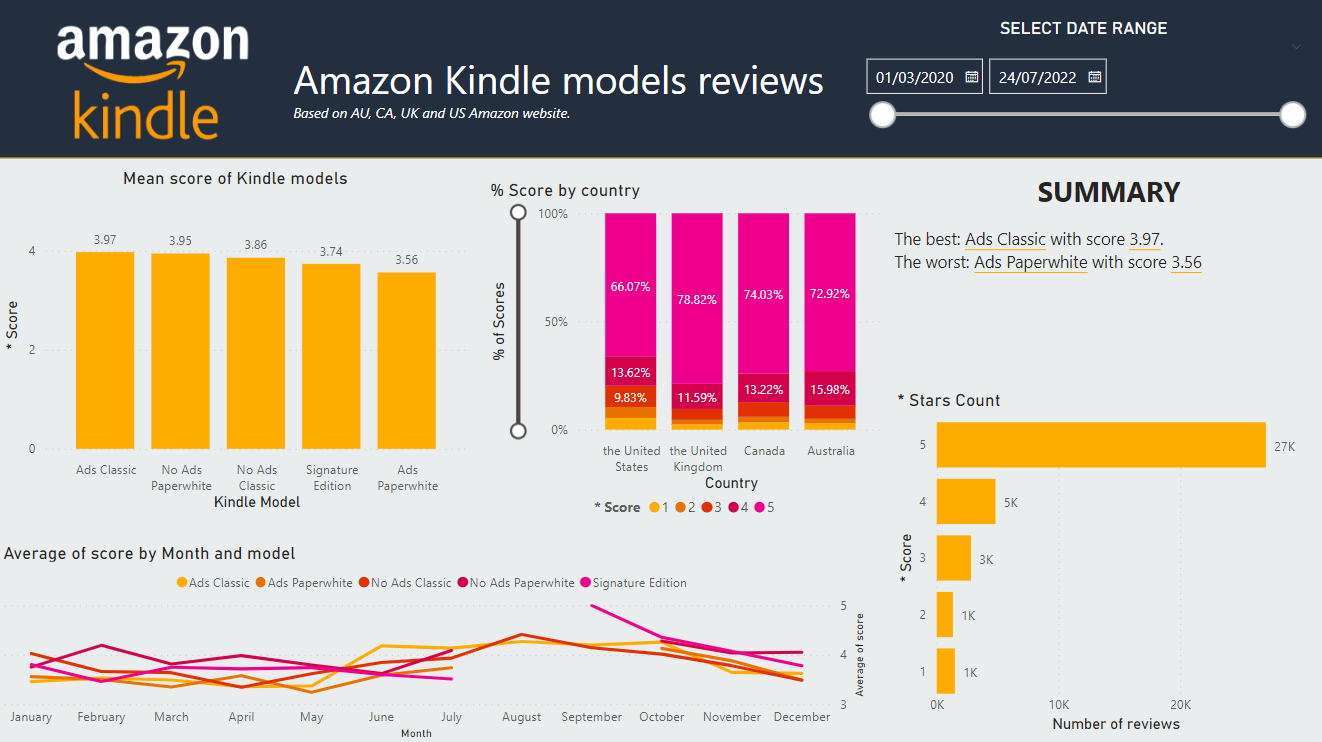 amazon
kindle
Amazon Kindle models reviews
Based on AU, CA, UK and US Amazon website.
SELECT DATE RANGE
01/03/2020
24/07/2022
Mean score of Kindle models
* Score
4
2
0
3.97
3.95
3.86
3.74
3.56
Ads Classic
No Ads
Paperwhite
No Ads
Classic
Signature
Edition
Ads
Paperwhite
Kindle Model
% Score by country
% of Scores
100%
50%
0%
66.07%
13.62%
9.83%
78.82%
11.59%
74.03%
13.22%
72.92%
15.98%
the United
States
the United
Kingdom
Canada
Australia
Country
* Score 1 2 3 4 5
SUMMARY
The best: Ads Classic with score 3.97.
The worst: Ads Paperwhite with score 3.56
* Stars Count
* Score
5 27K
4 5K
3 3K
2 1K
1 1K
0K 10K 20K
Number of reviews
Average of score by Month and model
Ads Classic Ads Paperwhite No Ads Classic No Ads Paperwhite Signature Edition
5
4
3
Average of score
January February March April May June July August September October November December
Month